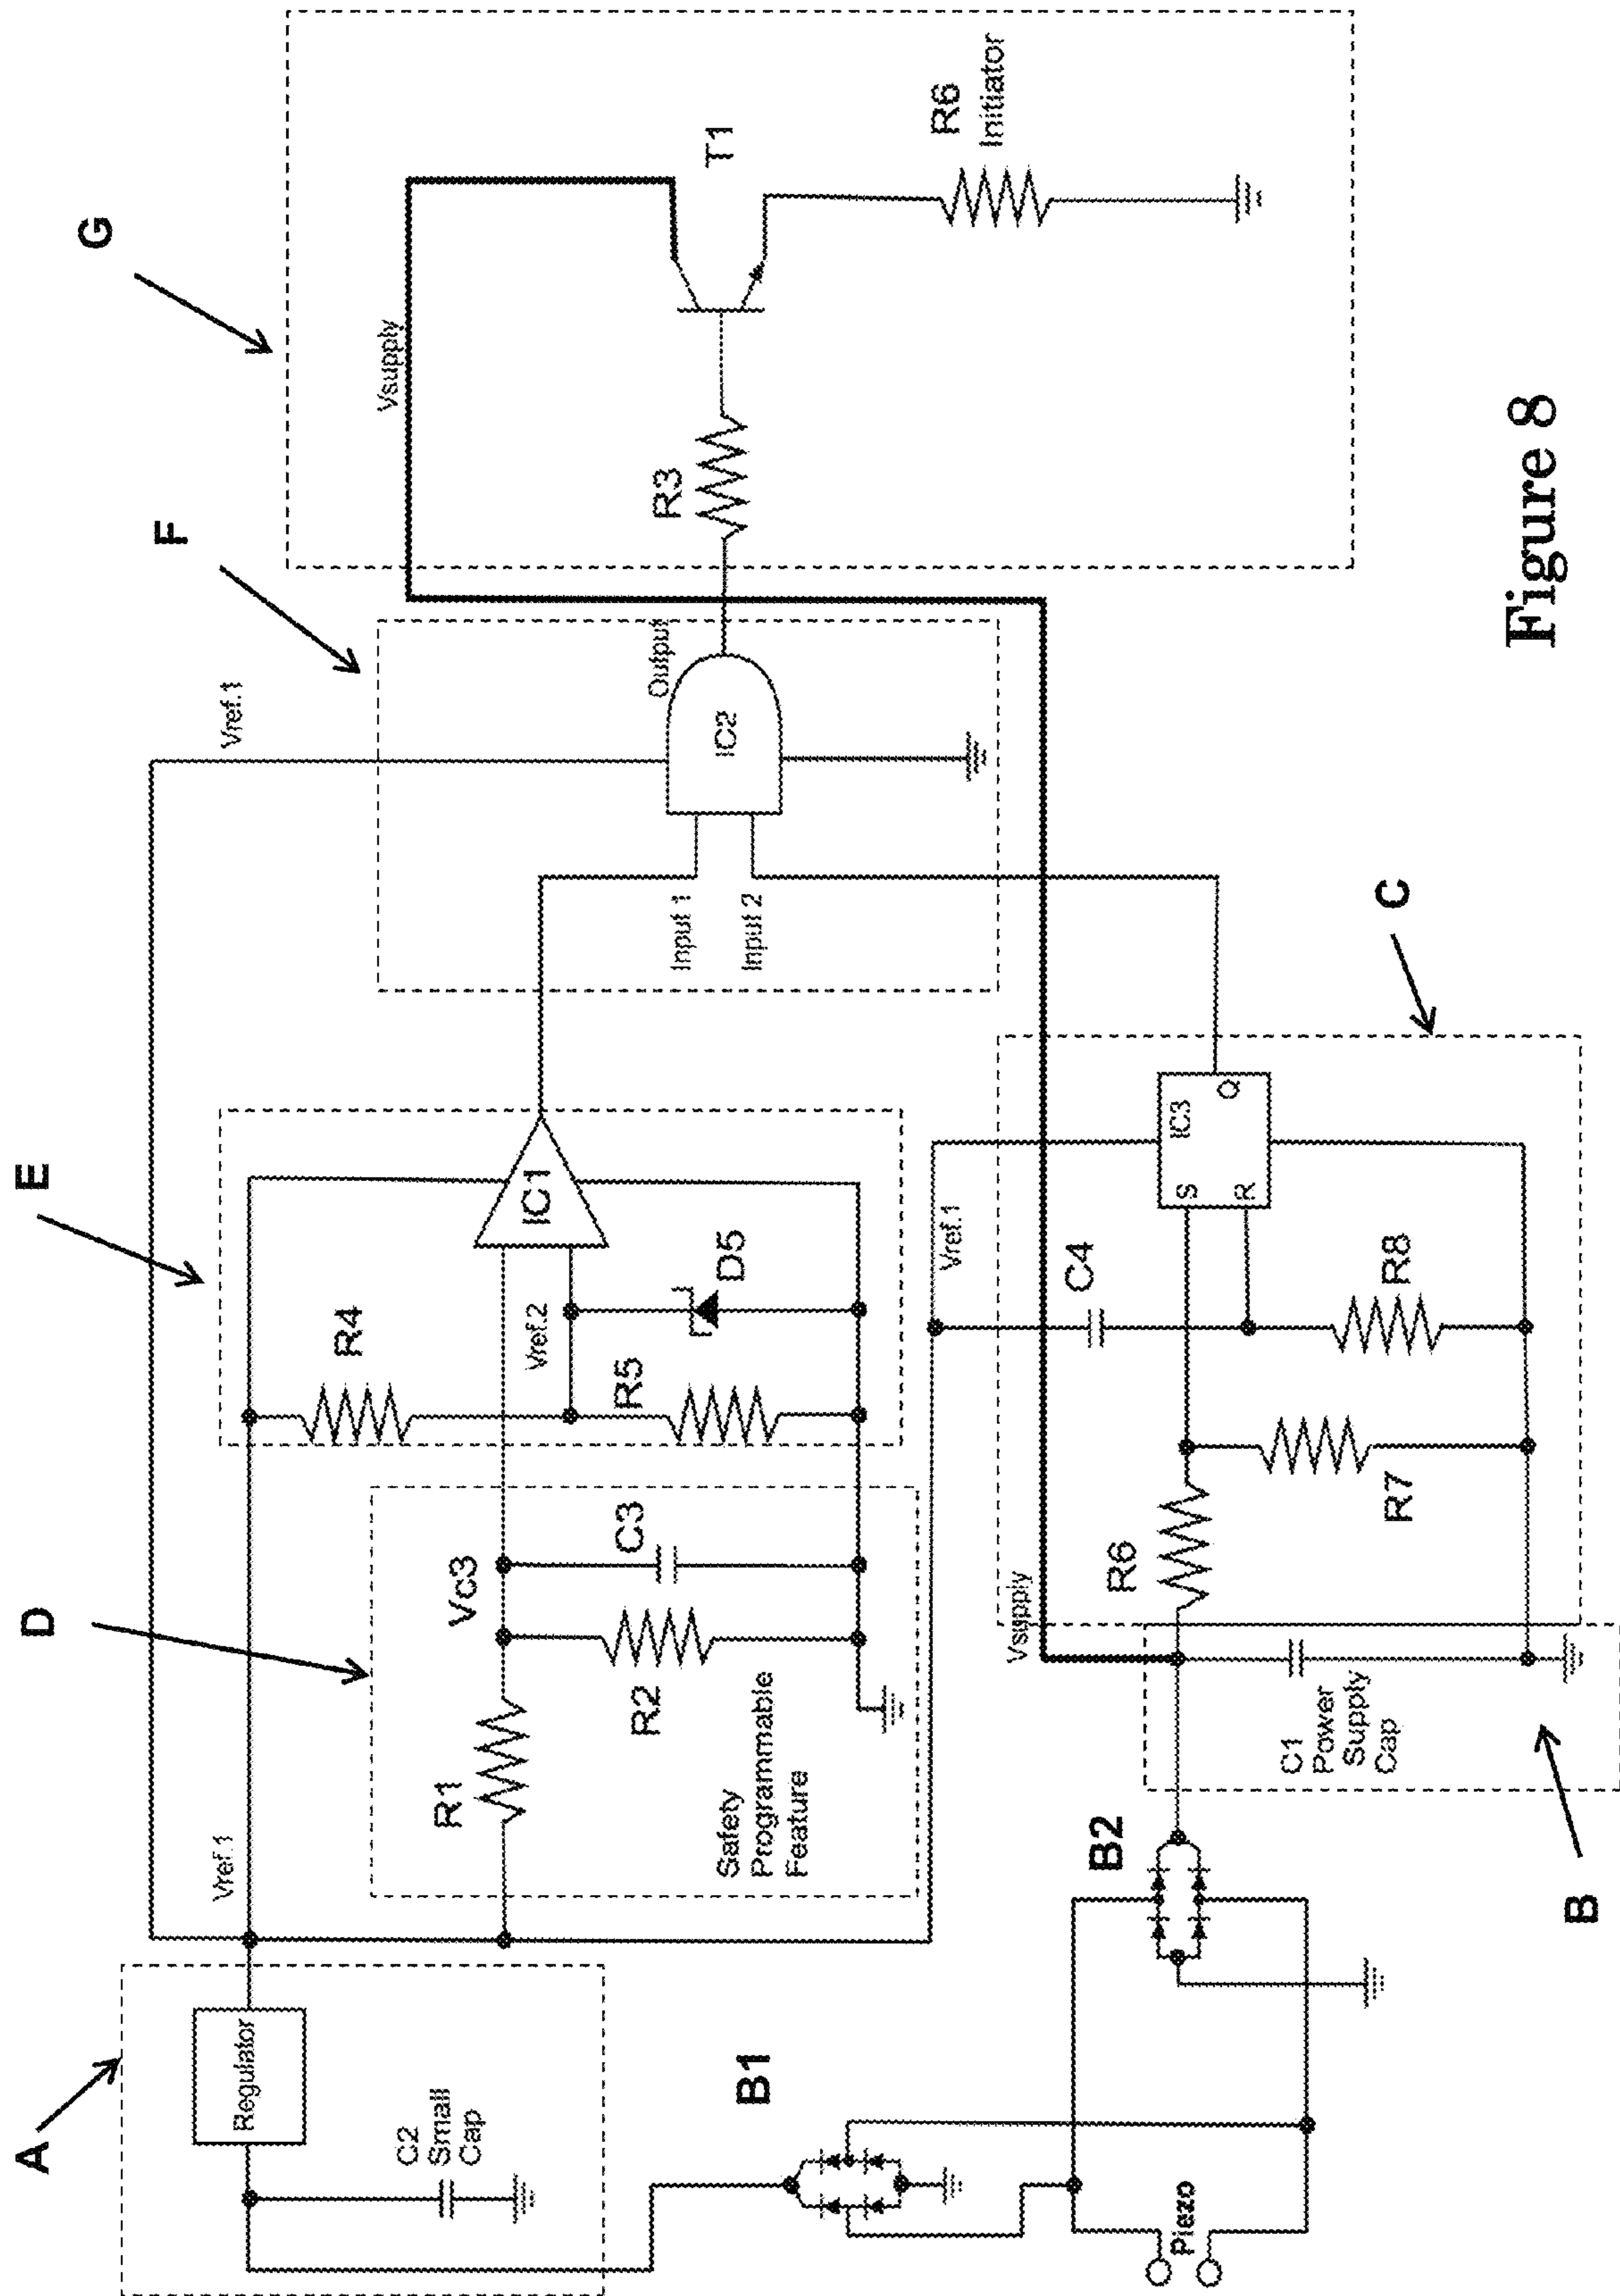 A
Regulator
C2
Small
Cap
Vref.1
D
R1
Vc3
R2
C3
Safety
Programmable
Feature
E
R4
IC1
Vref.2
R5
D5
F
Vref.1
Input 1
Input 2
IC2
Output
G
Vsupply
R3
T1
R6
Initiator
B1
Piezo
B2
B
C1
Power
Supply
Cap
Vsupply
R6
R7
C4
R8
Vref.1
IC3
S
R
Q
C
Figure 8